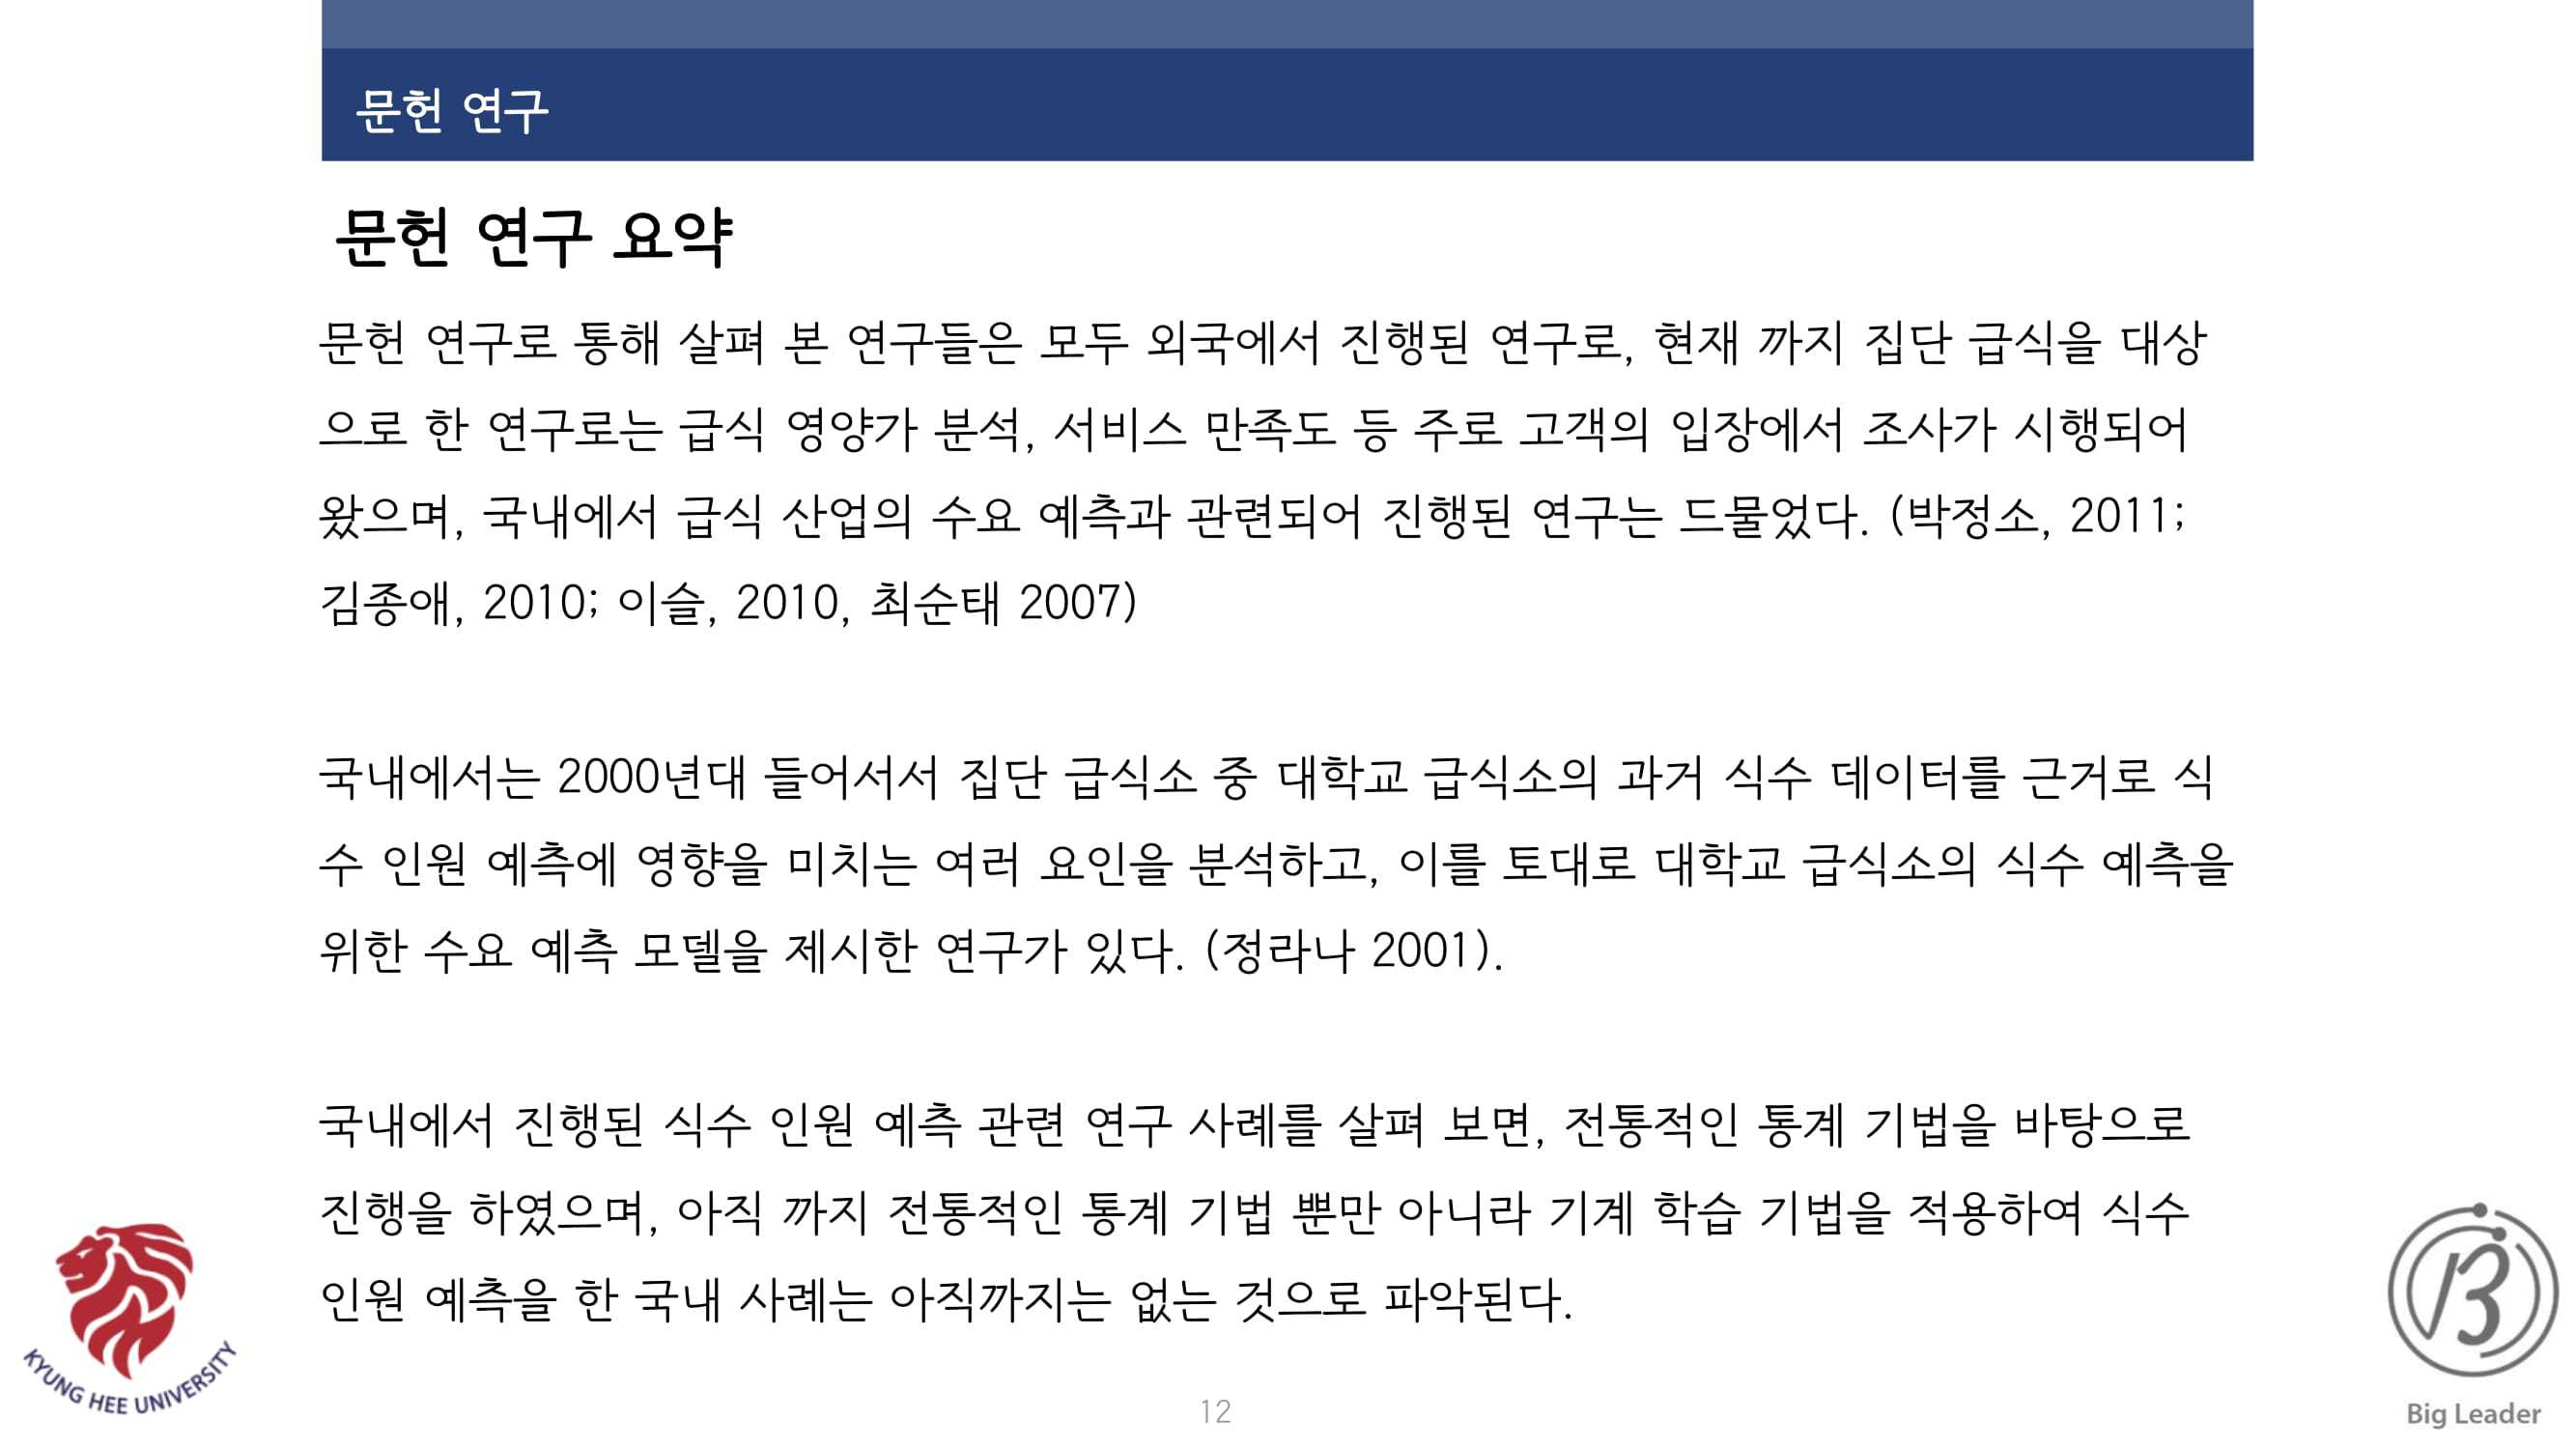 문헌 연구
문헌 연구 요약
문헌 연구로 통해 살펴 본 연구들은 모두 외국에서 진행된 연구로, 현재 까지 집단 급식을 대상
으로 한 연구로는 급식 영양가 분석, 서비스 만족도 등 주로 고객의 입장에서 조사가 시행되어
왔으며, 국내에서 급식 산업의 수요 예측과 관련되어 진행된 연구는 드물었다. (박정소, 2011;
김종애, 2010; 이슬, 2010, 최순태 2007)
국내에서는 2000년대 들어서서 집단 급식소 중 대학교 급식소의 과거 식수 데이터를 근거로 식
수 인원 예측에 영향을 미치는 여러 요인을 분석하고, 이를 토대로 대학교 급식소의 식수 예측을
위한 수요 예측 모델을 제시한 연구가 있다. (정라나 2001).
국내에서 진행된 식수 인원 예측 관련 연구 사례를 살펴 보면, 전통적인 통계 기법을 바탕으로
진행을 하였으며, 아직 까지 전통적인 통계 기법 뿐만 아니라 기계 학습 기법을 적용하여 식수
인원 예측을 한 국내 사례는 아직까지는 없는 것으로 파악된다.
KYUNG HEE UNIVERSITY
12
Big Leader